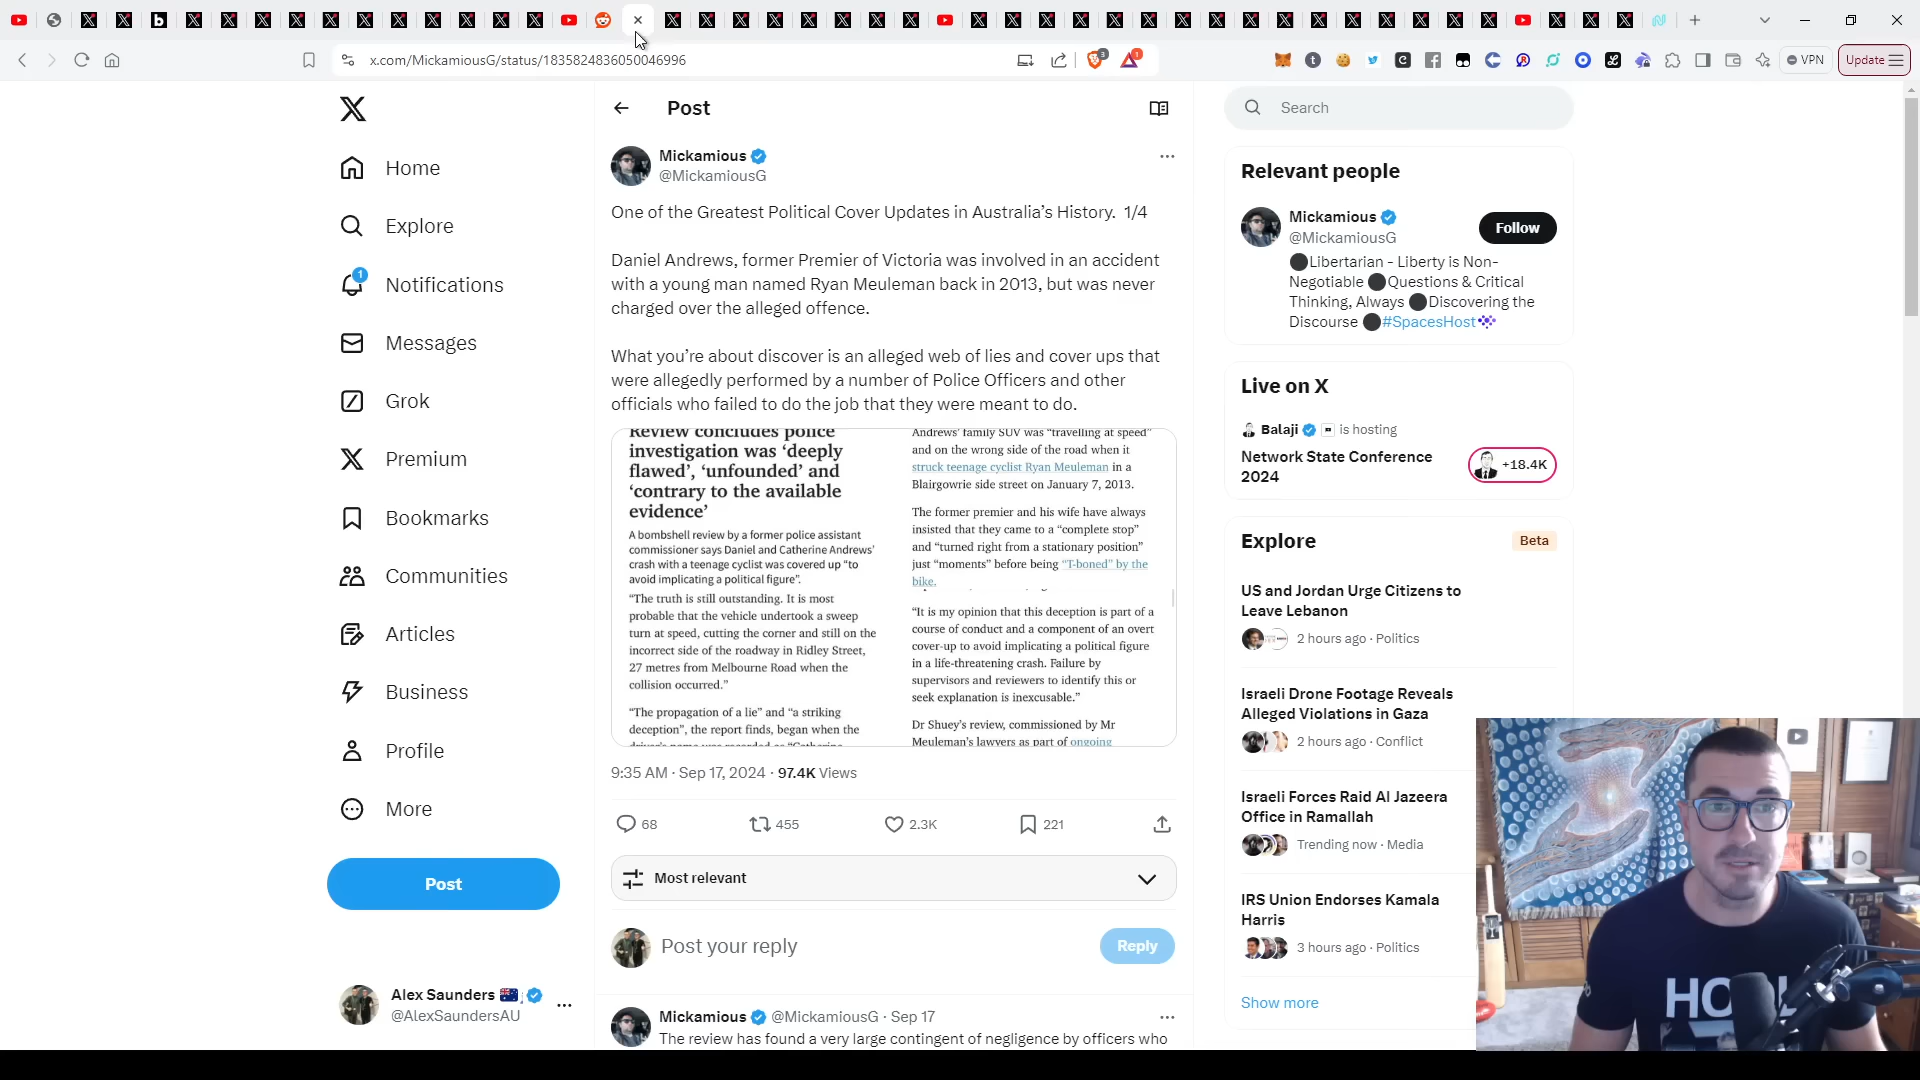 x.com/MickamiousG/status/1835824836050046996
3
1
VPN
Update
Home
Explore
1
Notifications
Messages
Grok
Premium
Bookmarks
Communities
Articles
Business
Profile
More
Post
Alex Saunders
@AlexSaundersAU
Post
Mickamious
@MickamiousG
One of the Greatest Political Cover Updates in Australia’s History.  1/4
Daniel Andrews, former Premier of Victoria was involved in an accident
with a young man named Ryan Meuleman back in 2013, but was never
charged over the alleged offence.
What you’re about discover is an alleged web of lies and cover ups that
were allegedly performed by a number of Police Officers and other
officials who failed to do the job that they were meant to do.
Review concludes police
investigation was ‘deeply
flawed’, ‘unfounded’ and
‘contrary to the available
evidence’
A bombshell review by a former police assistant
commissioner says Daniel and Catherine Andrews’
crash with a teenage cyclist was covered up “to
avoid implicating a political figure”.
“The truth is still outstanding. It is most
probable that the vehicle undertook a sweep
turn at speed, cutting the corner and still on the
incorrect side of the roadway in Ridley Street,
27 metres from Melbourne Road when the
collision occurred.”
“The propagation of a lie” and “a striking
deception”, the report finds, began when the
driver’s name was recorded as “Catherine
Andrews’ family SUV was “travelling at speed”
and on the wrong side of the road when it
struck teenage cyclist Ryan Meuleman in a
Blairgowrie side street on January 7, 2013.
The former premier and his wife have always
insisted that they came to a “complete stop”
and “turned right from a stationary position”
just “moments” before being “T-boned” by the
bike.
“It is my opinion that this deception is part of a
course of conduct and a component of an overt
cover-up to avoid implicating a political figure
in a life-threatening crash. Failure by
supervisors and reviewers to identify this or
seek explanation is inexcusable.”
Dr Shuey’s review, commissioned by Mr
Meuleman’s lawyers as part of ongoing
9:35 AM · Sep 17, 2024 · 97.4K Views
68
455
2.3K
221
Most relevant
Post your reply
Reply
Mickamious @MickamiousG · Sep 17
The review has found a very large contingent of negligence by officers who
Search
Relevant people
Mickamious
@MickamiousG
Follow
Libertarian - Liberty is Non-
Negotiable Questions & Critical
Thinking, Always Discovering the
Discourse #SpacesHost
Live on X
Balaji is hosting
Network State Conference
2024
+18.4K
Explore
Beta
US and Jordan Urge Citizens to
Leave Lebanon
2 hours ago · Politics
Israeli Drone Footage Reveals
Alleged Violations in Gaza
2 hours ago · Conflict
Israeli Forces Raid Al Jazeera
Office in Ramallah
Trending now · Media
IRS Union Endorses Kamala
Harris
3 hours ago · Politics
Show more